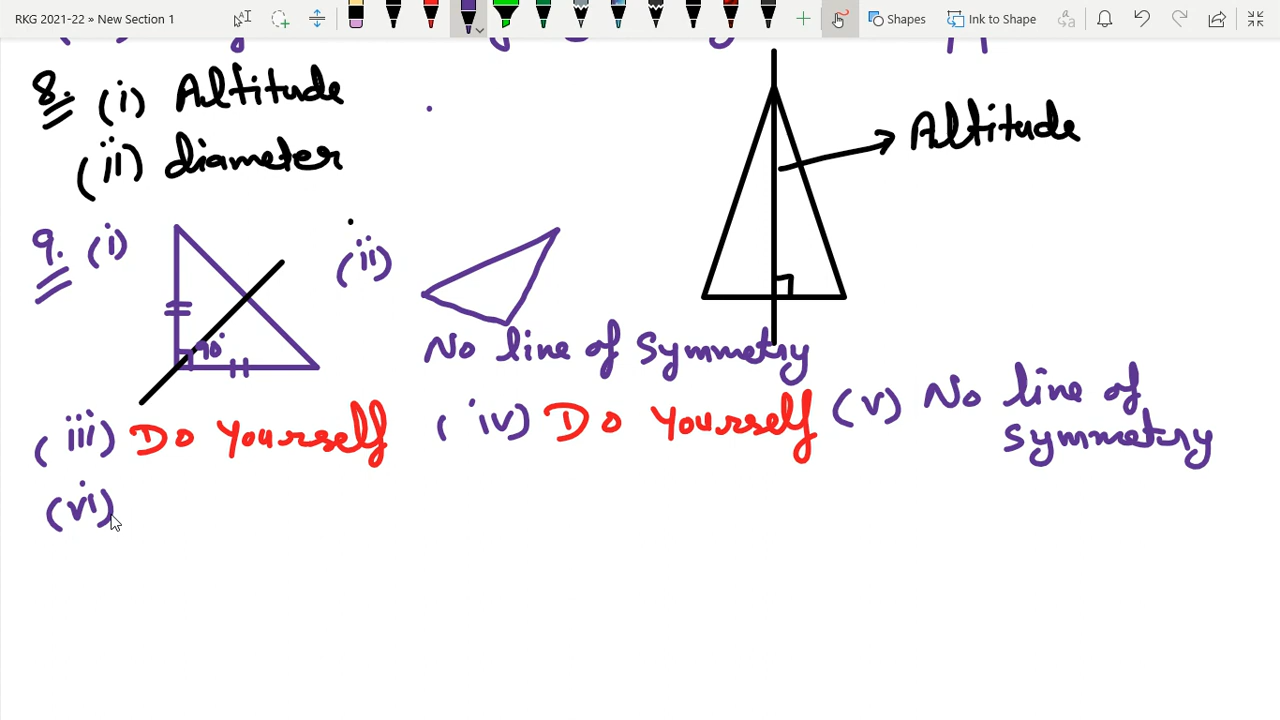 RKG 2021-22 » New Section 1
Shapes
Ink to Shape
8. (i) Altitude
(ii) diameter
Altitude
9. (i)
90°
(ii)
No line of Symmetry
(iii) Do Yourself
(iv) Do Yourself
(v) No line of
Symmetry
(vi)